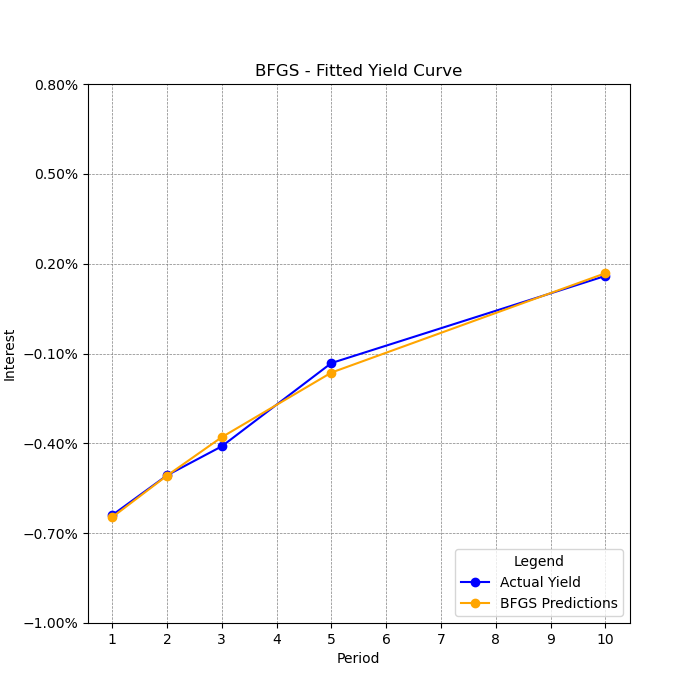 BFGS - Fitted Yield Curve
0.80%
0.50%
0.20%
−0.10%
−0.40%
−0.70%
−1.00%
Interest
1 2 3 4 5 6 7 8 9 10
Period
Legend
Actual Yield
BFGS Predictions